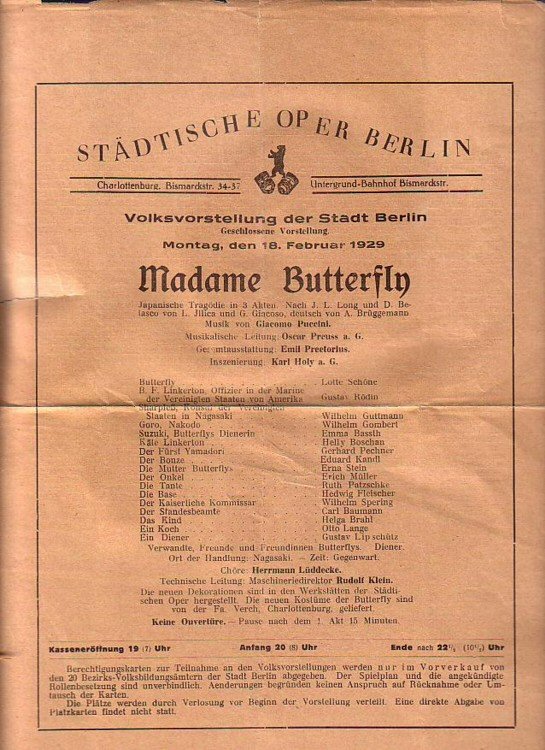 STÄDTISCHE OPER BERLIN
Charlottenburg, Bismarckstr. 34-37
Untergrund-Bahnhof Bismarckstr.
Volksvorstellung der Stadt Berlin
Geschlossene Vorstellung.
Montag, den 18. Februar 1929
Madame Butterfly
Japanische Tragödie in 3 Akten. Nach J. L. Long und D. Be-
lasco von L. Jllica und G. Giacoso, deutsch von A. Brüggemann
Musik von Giacomo Puccini.
Musikalische Leitung: Oscar Preuss a. G.
Gesamtausstattung: Emil Preetorius.
Inszenierung: Karl Holy a. G.
Butterfly . Lotte Schöne
B. F. Linkerton, Offizier in der Marine
der Vereinigten Staaten von Amerika . Gustav Rödin
Sharpless, Konsul der Vereinigten
Staaten in Nagasaki . Wilhelm Guttmann
Goro, Nakodo . Wilhelm Gombert
Suzuki, Butterflys Dienerin . Emma Bassth
Käte Linkerton . Helly Boschan
Der Fürst Yamadori . Gerhard Pechner
Der Bonze . Eduard Kandl
Die Mutter Butterflys . Erna Stein
Der Onkel . Erich Müller
Die Tante . Ruth Patzschke
Die Base . Hedwig Fleischer
Der Kaiserliche Kommissar . Wilhelm Spering
Der Standesbeamte . Carl Baumann
Das Kind . Helga Brahl
Ein Koch . Otto Lange
Ein Diener . Gustav Lipschütz
Verwandte, Freunde und Freundinnen Butterflys. Diener.
Ort der Handlung: Nagasaki. — Zeit: Gegenwart.
Chöre: Herrmann Lüddecke.
Technische Leitung: Maschineriedirektor Rudolf Klein.
Die neuen Dekorationen sind in den Werkstätten der Städti-
schen Oper hergestellt. Die neuen Kostüme der Butterfly sind
von der Fa. Verch, Charlottenburg, geliefert
Keine Ouvertüre. — Pause nach dem 1. Akt 15 Minuten.
Kasseneröffnung 19 (7) Uhr
Anfang 20 (8) Uhr
Ende nach 22½ (10½) Uhr
Berechtigungskarten zur Teilnahme an den Volksvorstellungen werden nur im Vorverkauf von
den 20 Bezirks-Volksbildungsämtern der Stadt Berlin abgegeben. Der Spielplan und die angekündigte
Rollenbesetzung sind unverbindlich. Aenderungen begründen keinen Anspruch auf Rücknahme oder Um-
tausch der Karten.
Die Plätze werden durch Verlosung vor Beginn der Vorstellung verteilt. Eine direkte Abgabe von
Platzkarten findet nicht statt.